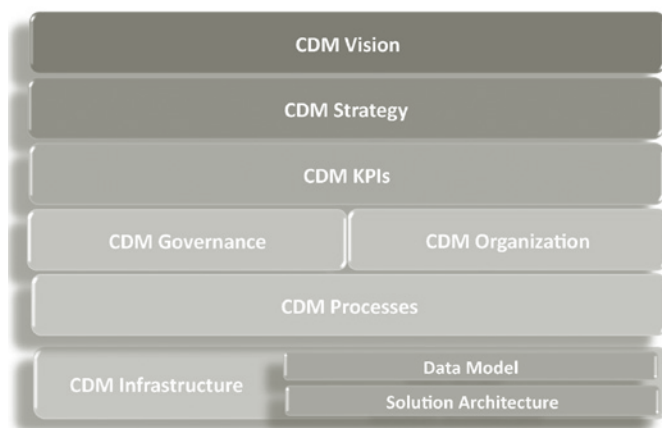 CDM Vision
CDM Strategy
CDM KPIs
CDM Governance
CDM Organization
CDM Processes
CDM Infrastructure
Data Model
Solution Architecture